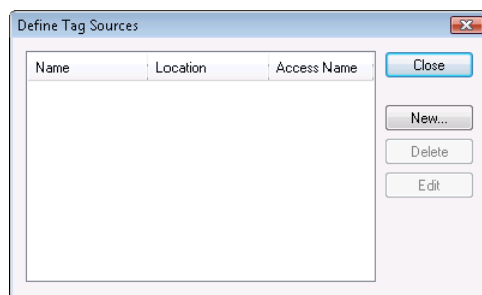 Define Tag Sources
Name Location Access Name
Close
New...
Delete
Edit